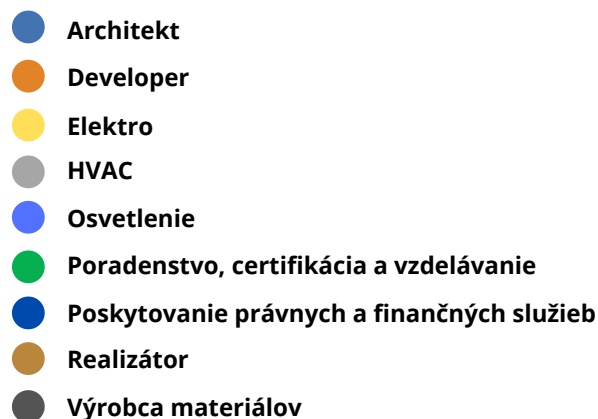 Architekt
Developer
Elektro
HVAC
Osvetlenie
Poradenstvo, certifikácia a vzdelávanie
Poskytovanie právnych a finančných služieb
Realizátor
Výrobca materiálov